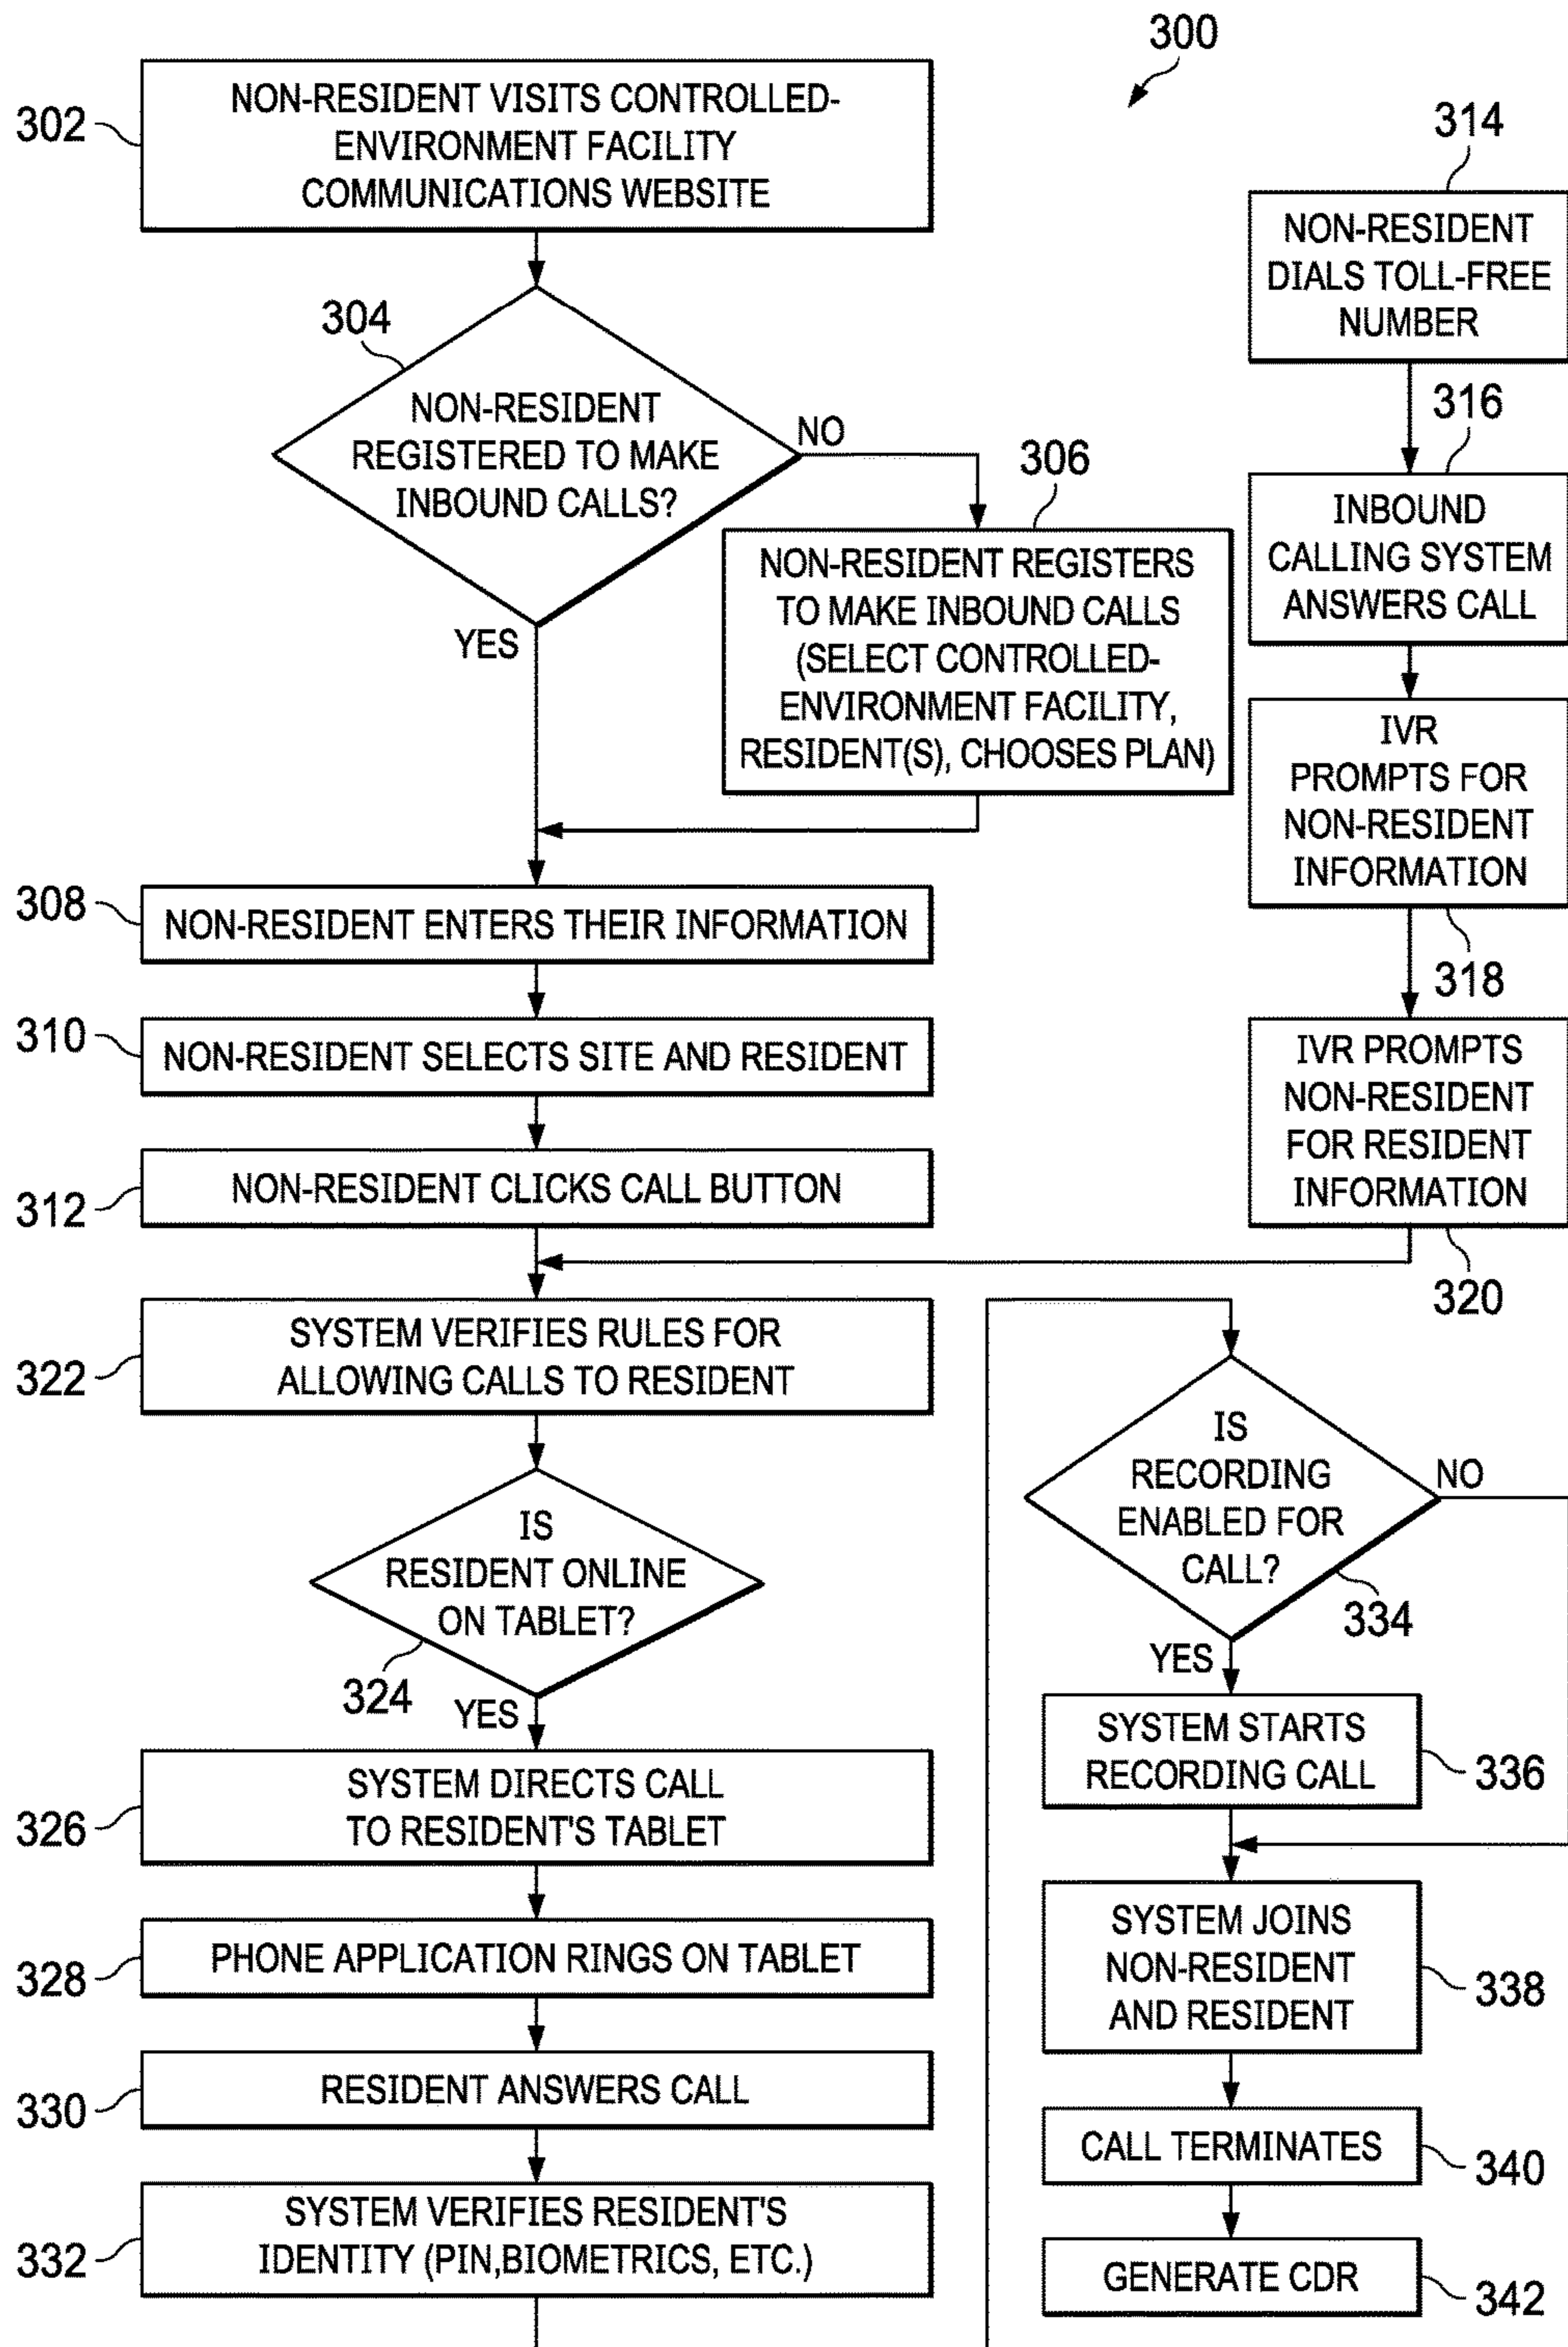 300
302
NON-RESIDENT VISITS CONTROLLED-
ENVIRONMENT FACILITY
COMMUNICATIONS WEBSITE
304
NON-RESIDENT
REGISTERED TO MAKE
INBOUND CALLS?
NO
YES
306
NON-RESIDENT REGISTERS
TO MAKE INBOUND CALLS
(SELECT CONTROLLED-
ENVIRONMENT FACILITY,
RESIDENT(S), CHOOSES PLAN)
308
NON-RESIDENT ENTERS THEIR INFORMATION
310
NON-RESIDENT SELECTS SITE AND RESIDENT
312
NON-RESIDENT CLICKS CALL BUTTON
314
NON-RESIDENT
DIALS TOLL-FREE
NUMBER
316
INBOUND
CALLING SYSTEM
ANSWERS CALL
IVR
PROMPTS FOR
NON-RESIDENT
INFORMATION
318
IVR PROMPTS
NON-RESIDENT
FOR RESIDENT
INFORMATION
320
322
SYSTEM VERIFIES RULES FOR
ALLOWING CALLS TO RESIDENT
IS
RESIDENT ONLINE
ON TABLET?
324
YES
326
SYSTEM DIRECTS CALL
TO RESIDENT'S TABLET
328
PHONE APPLICATION RINGS ON TABLET
330
RESIDENT ANSWERS CALL
332
SYSTEM VERIFIES RESIDENT'S
IDENTITY (PIN,BIOMETRICS, ETC.)
IS
RECORDING
ENABLED FOR
CALL?
NO
334
YES
SYSTEM STARTS
RECORDING CALL
336
SYSTEM JOINS
NON-RESIDENT
AND RESIDENT
338
CALL TERMINATES
340
GENERATE CDR
342